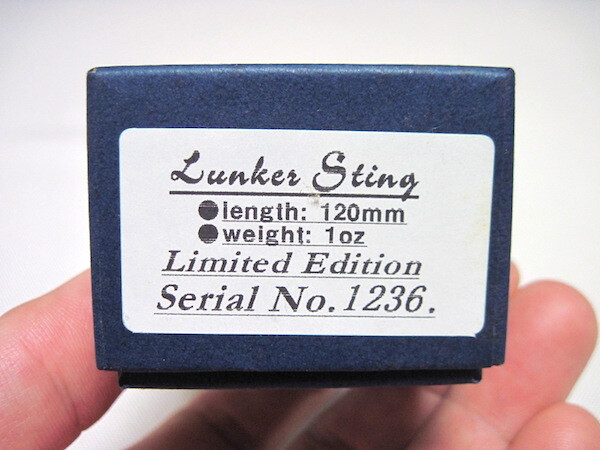 Lunker Sting
●length: 120mm
●weight: 1oz
Limited Edition
Serial No. 1236.